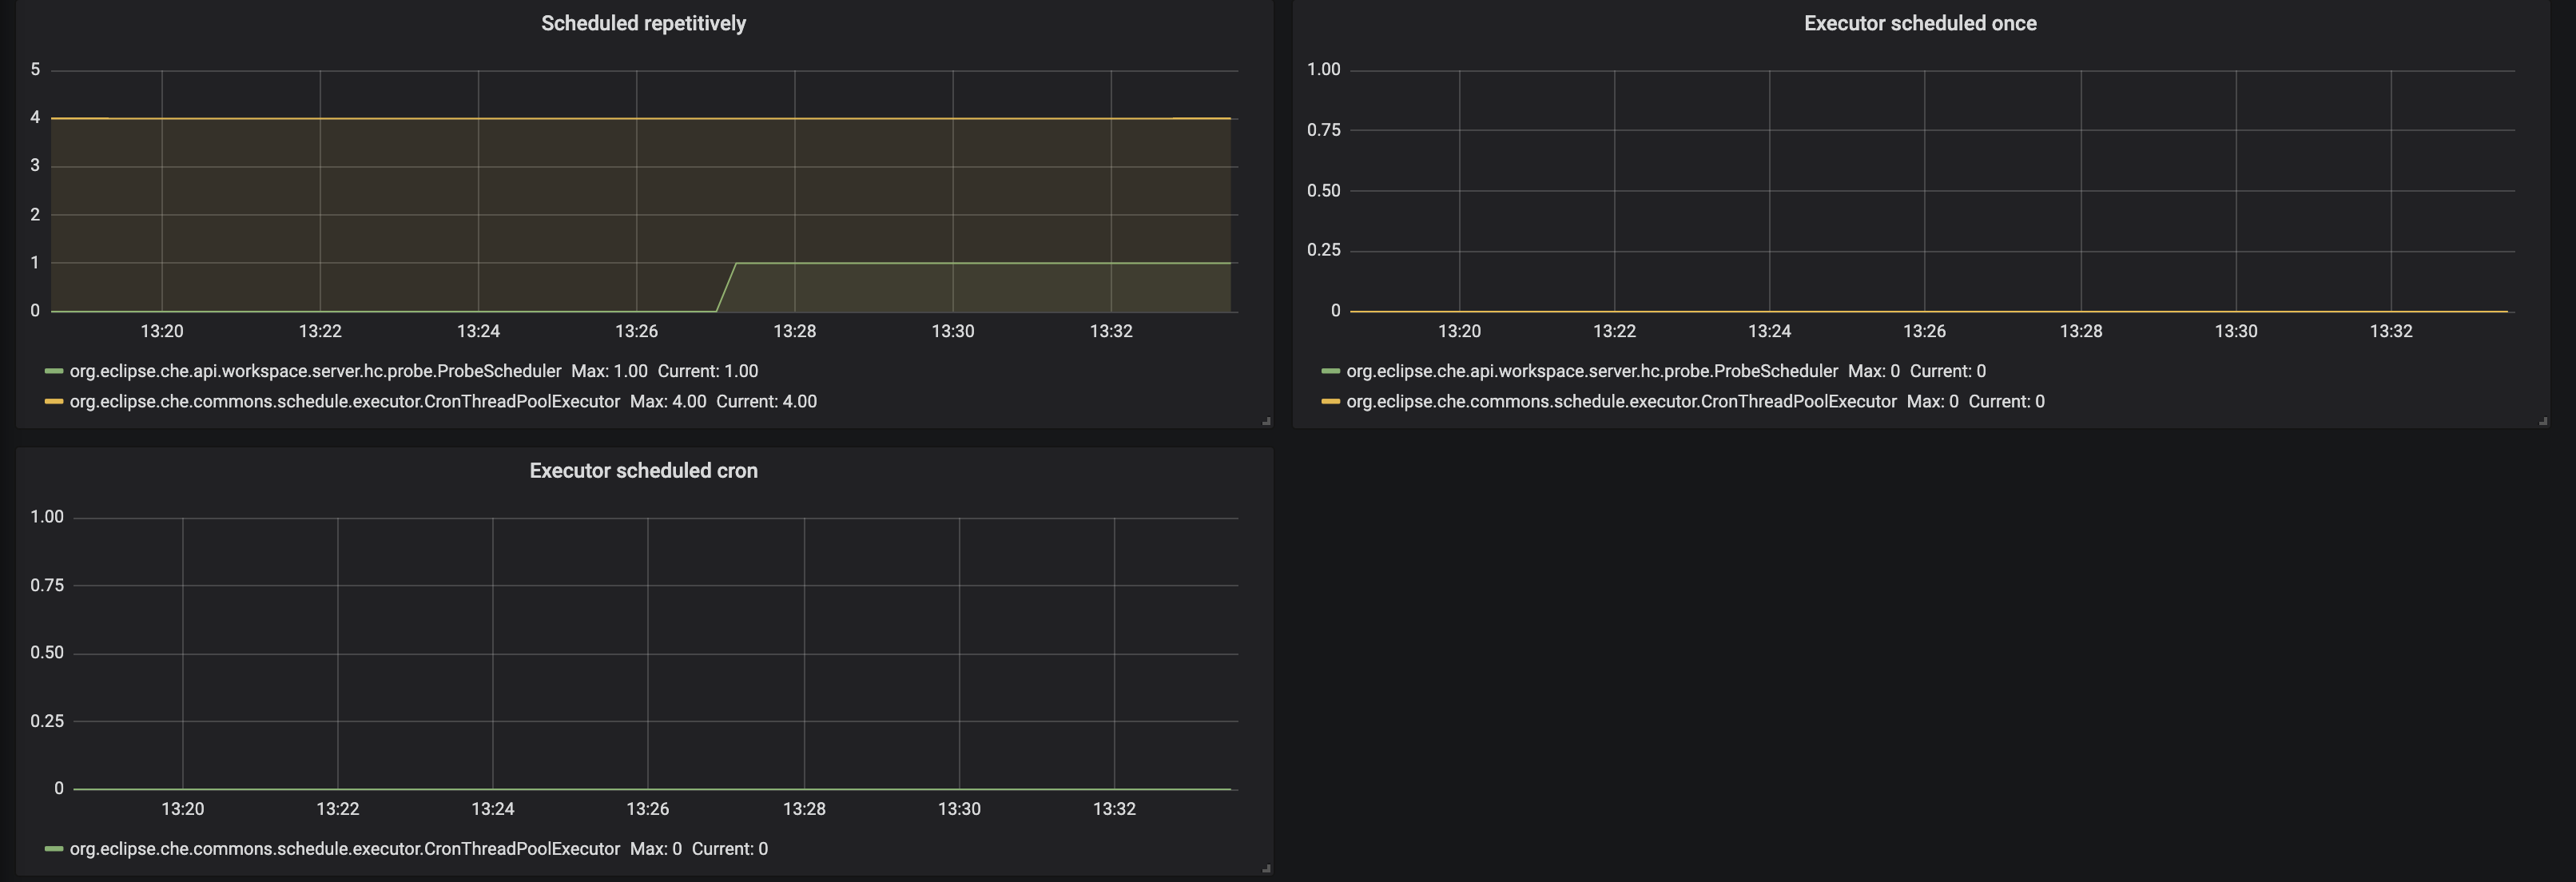 Scheduled repetitively
5
4
3
2
1
0
13:20 13:22 13:24 13:26 13:28 13:30 13:32
org.eclipse.che.api.workspace.server.hc.probe.ProbeScheduler Max: 1.00 Current: 1.00
org.eclipse.che.commons.schedule.executor.CronThreadPoolExecutor Max: 4.00 Current: 4.00
Executor scheduled once
1.00
0.75
0.50
0.25
0
13:20 13:22 13:24 13:26 13:28 13:30 13:32
org.eclipse.che.api.workspace.server.hc.probe.ProbeScheduler Max: 0 Current: 0
org.eclipse.che.commons.schedule.executor.CronThreadPoolExecutor Max: 0 Current: 0
Executor scheduled cron
1.00
0.75
0.50
0.25
0
13:20 13:22 13:24 13:26 13:28 13:30 13:32
org.eclipse.che.commons.schedule.executor.CronThreadPoolExecutor Max: 0 Current: 0